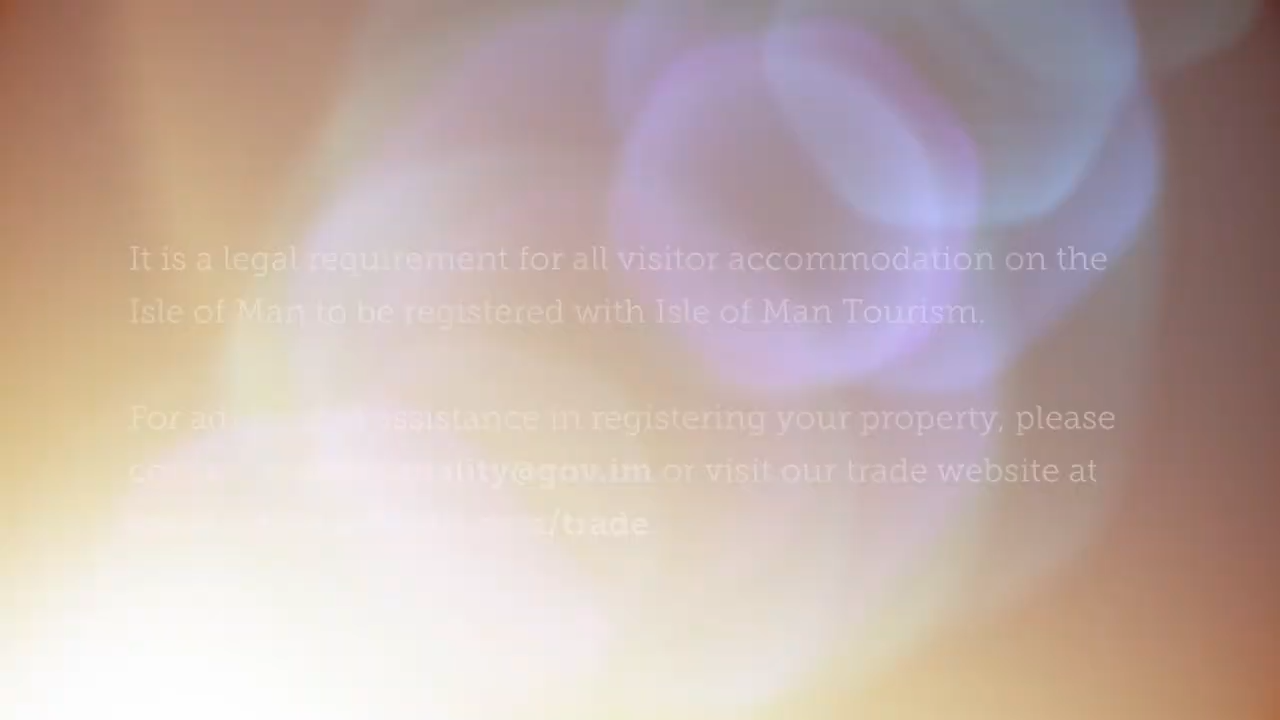 It is a legal requirement for all visitor accommodation on the
Isle of Man to be registered with Isle of Man Tourism.
For assistance in registering your property, please
or visit our trade website at
/trade